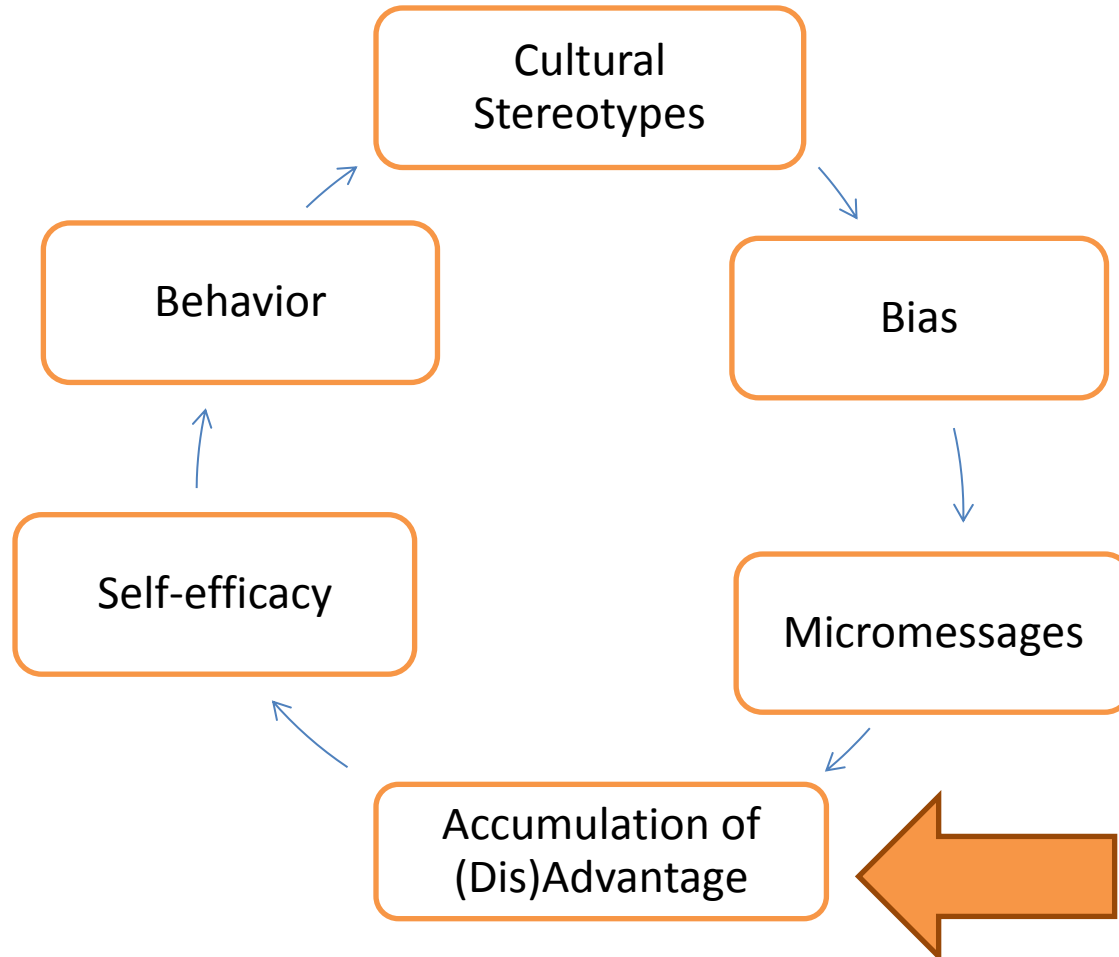 Cultural
Stereotypes
Bias
Micromessages
Accumulation of
(Dis)Advantage
Self-efficacy
Behavior